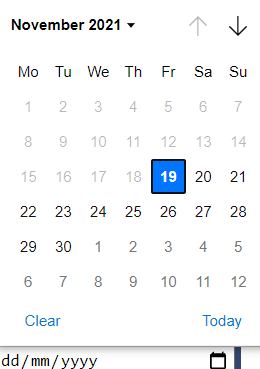 November 2021
Mo Tu We Th Fr Sa Su
1 2 3 4 5 6 7
8 9 10 11 12 13 14
15 16 17 18 19 20 21
22 23 24 25 26 27 28
29 30 1 2 3 4 5
6 7 8 9 10 11 12
Clear Today
dd/mm/yyyy